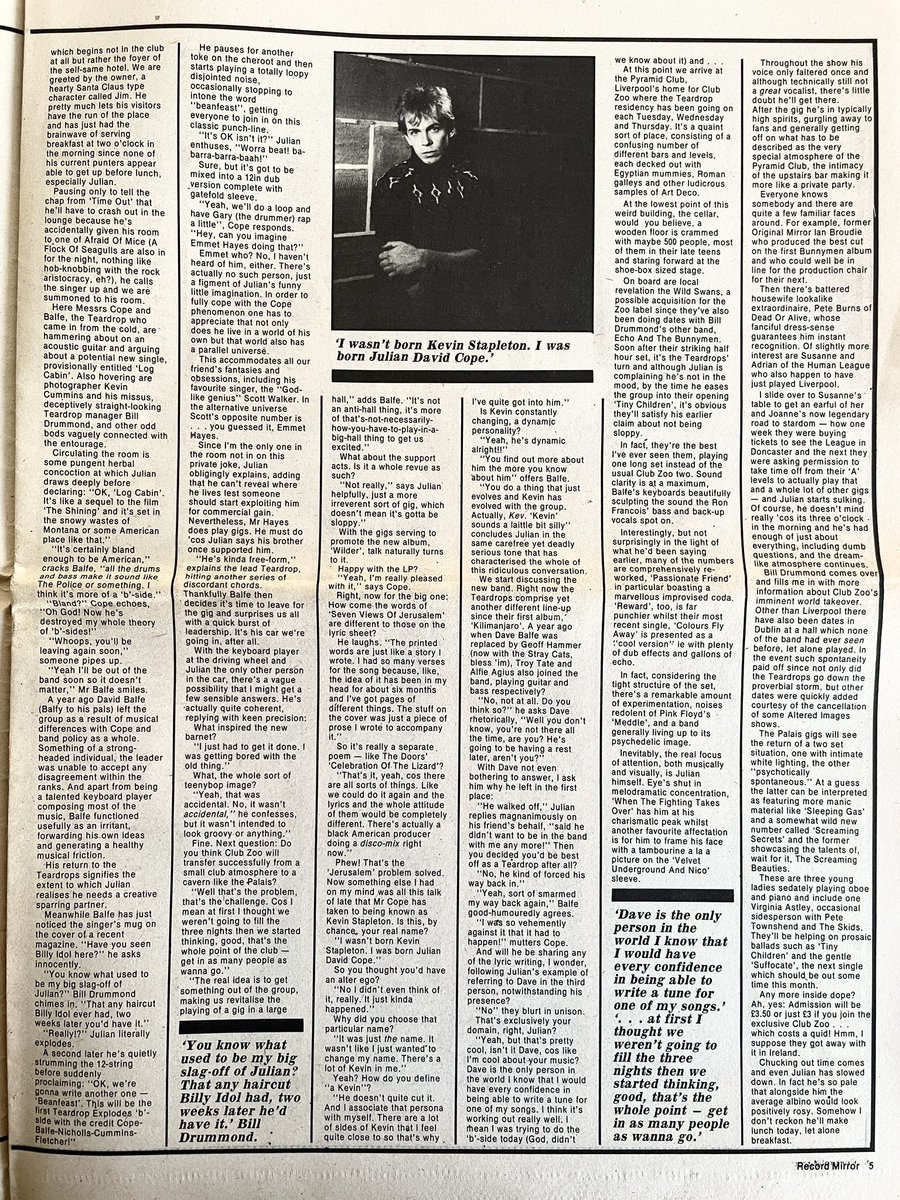 which begins not in the club
at all but rather the foyer of
the self-same hotel. We are
greeted by the owner, a
hearty Santa Claus type
character called Jim. He
pretty much lets his visitors
have the run of the place
and has just had the
brainwave of serving
breakfast at two o'clock in
the morning since none of
his current punters appear
able to get up before lunch,
especially Julian.
Pausing only to tell the
chap from 'Time Out' that
he'll have to crash out in the
lounge because he's
accidentally given his room
to one of Afraid Of Mice (A
Flock Of Seagulls are also in
for the night, nothing like
hob-knobbing with the rock
aristocracy, eh?), he calls
the singer up and we are
summoned to his room.
Here Messrs Cope and
Balfe, the Teardrop who
came in from the cold, are
hammering about on an
acoustic guitar and arguing
about a potential new single,
provisionally entitled 'Log
Cabin'. Also hovering are
photographer Kevin
Cummins and his missus,
deceptively straight-looking
Teardrop manager Bill
Drummond, and other odd
bods vaguely connected with
the entourage.
Circulating the room is
some pungent herbal
concoction at which Julian
draws deeply before
declaring: "OK, 'Log Cabin'.
It's like a sequel to the film
'The Shining' and it's set in
the snowy wastes of
Montana or some American
place like that."
"It's certainly bland
enough to be American,"
cracks Balfe, "all the drums
and bass make it sound like
The Police or something. I
think it's more of a 'b'-side."
"Bland?" Cope echoes,
"Oh God! Now he's
destroyed my whole theory
of 'b'-sides!"
"Whoops, you'll be
leaving again soon,"
someone pipes up.
"Yeah I'll be out of the
band soon so it doesn't
matter," Mr Balfe smiles.
A year ago David Balfe
(Balfy to his pals) left the
group as a result of musical
differences with Cope and
band policy as a whole.
Something of a strong-
headed individual, the leader
was unable to accept any
disagreement within the
ranks. And apart from being
a talented keyboard player
composing most of the
music, Balfe functioned
usefully as an irritant,
forwarding his own ideas
and generating a healthy
musical friction.
His return to the
Teardrops signifies the
extent to which Julian
realises he needs a creative
sparring partner.
Meanwhile Balfe has just
noticed the singer's mug on
the cover of a recent
magazine. "Have you seen
Billy Idol here?" he asks
innocently.
"You know what used to
be my big slag-off of
Julian?" Bill Drummond
chimes in. "That any haircut
Billy Idol ever had, two
weeks later you'd have it."
"Really!?" Julian literally
explodes.
A second later he's quietly
strumming the 12-string
before suddenly
proclaiming: "OK, we're
gonna write another one —
'Beanfeast'. This will be the
first Teardrop Explodes 'b'-
side with the credit Cope-
Balfe-Nicholls-Cummins-
Fletcher!"
He pauses for another
toke on the cheroot and then
starts playing a totally loopy
disjointed noise,
occasionally stopping to
intone the word
"beanfeast", getting
everyone to join in on this
classic punch-line.
"It's OK isn't it?" Julian
enthuses, "Worra beat! ba-
barra-barra-baah!"
Sure, but it's got to be
mixed into a 12in dub
version complete with
gatefold sleeve.
"Yeah, we'll do a loop and
have Gary (the drummer) rap
a little", Cope responds.
"Hey, can you imagine
Emmet Hayes doing that?"
Emmet who? No, I haven't
heard of him, either. There's
actually no such person, just
a figment of Julian's funny
little imagination. In order to
fully cope with the Cope
phenomenon one has to
appreciate that not only
does he live in a world of his
own but that world also has
a parallel universe.
This accommodates all our
friend's fantasies and
obsessions, including his
favourite singer, the "God-
like genius" Scott Walker. In
the alternative universe
Scott's opposite number is
. . . you guessed it, Emmet
Hayes.
Since I'm the only one in
the room not in on this
private joke, Julian
obligingly explains, adding
that he can't reveal where
he lives lest someone
should start exploiting him
for commercial gain.
Nevertheless, Mr Hayes
does play gigs. He must do
'cos Julian says his brother
once supported him.
"He's kinda free-form,"
explains the lead Teardrop,
hitting another series of
discordant chords.
Thankfully Balfe then
decides it's time to leave for
the gig and surprises us all
with a quick burst of
leadership. It's his car we're
going in, after all.
With the keyboard player
at the driving wheel and
Julian the only other person
in the car, there's a vague
possibility that I might get a
few sensible answers. He's
actually quite coherent,
replying with keen precision:
What inspired the new
barnet?
"I just had to get it done. I
was getting bored with the
old thing."
What, the whole sort of
teenybop image?
"Yeah, that was
accidental. No, it wasn't
accidental," he confesses,
but it wasn't intended to
look groovy or anything."
Fine. Next question: Do
you think Club Zoo will
transfer successfully from a
small club atmosphere to a
cavern like the Palais?
"Well that's the problem,
that's the challenge. Cos I
mean at first I thought we
weren't going to fill the
three nights then we started
thinking, good, that's the
whole point of the club —
get in as many people as
wanna go."
"The real idea is to get
something out of the group,
making us revitalise the
playing of a gig in a large
'You know what
used to be my big
slag-off of Julian?
That any haircut
Billy Idol had, two
weeks later he'd
have it.' Bill
Drummond.
'I wasn't born Kevin Stapleton. I was
born Julian David Cope.'
hall," adds Balfe. "It's not
an anti-hall thing, it's more
of that's-not-necessarily-
how-you-have-to-play-in-a-
big-hall thing to get us
excited."
What about the support
acts. Is it a whole revue as
such?
"Not really," says Julian
helpfully, just a more
irreverent sort of gig, which
doesn't mean it's gotta be
sloppy."
With the gigs serving to
promote the new album,
'Wilder', talk naturally turns
to it.
Happy with the LP?
"Yeah, I'm really pleased
with it," says Cope.
Right, now for the big one:
How come the words of
'Seven Views Of Jerusalem'
are different to those on the
lyric sheet?
He laughs. "The printed
words are just like a story I
wrote. I had so many verses
for the song because, like,
the idea of it has been in my
head for about six months
and I've got pages of
different things. The stuff on
the cover was just a piece of
prose I wrote to accompany
it."
So it's really a separate
poem — like The Doors'
'Celebration Of The Lizard'?
"That's it, yeah, cos there
are all sorts of things. Like
we could do it again and the
lyrics and the whole attitude
of them would be completely
different. There's actually a
black American producer
doing a disco-mix right
now."
Phew! That's the
'Jerusalem' problem solved.
Now something else I had
on my mind was all this talk
of late that Mr Cope has
taken to being known as
Kevin Stapleton. Is this, by
chance, your real name?
"I wasn't born Kevin
Stapleton. I was born Julian
David Cope."
So you thought you'd have
an alter ego?
"No I didn't even think of
it, really. It just kinda
happened."
Why did you choose that
particular name?
"It was just the name. It
wasn't like I just wanted to
change my name. There's a
lot of Kevin in me."
Yeah? How do you define
"a Kevin"?
"He doesn't quite cut it.
And I associate that persona
with myself. There are a lot
of sides of Kevin that I feel
quite close to so that's why
I've quite got into him."
Is Kevin constantly
changing, a dynamic
personality?
"Yeah, he's dynamic
alright!!"
"You find out more about
him the more you know
about him" offers Balfe.
"You do a thing that just
evolves and Kevin has
evolved with the group.
Actually, Kev. 'Kevin'
sounds a laittle bit silly"
concludes Julian in the
same carefree yet deadly
serious tone that has
characterised the whole of
this ridiculous conversation.
We start discussing the
new band. Right now the
Teardrops comprise yet
another different line-up
since their first album,
'Kilimanjaro'. A year ago
when Dave Balfe was
replaced by Geoff Hammer
(now with the Stray Cats,
bless 'im), Troy Tate and
Alfie Agius also joined the
band, playing guitar and
bass respectively?
"No, not at all. Do you
think so?" he asks Dave
rhetorically, "Well you don't
know, you're not there all
the time, are you? He's
going to be having a rest
later, aren't you?"
With Dave not even
bothering to answer, I ask
him why he left in the first
place:
"He walked off," Julian
replies magnanimously on
his friend's behalf, "said he
didn't want to be in the band
with me any more!" Then
you decided you'd be best
off as a Teardrop after all?
"No, he kind of forced his
way back in."
"Yeah, sort of smarmed
my way back again," Balfe
good-humouredly agrees.
"I was so vehemently
against it that it had to
happen!" mutters Cope.
And will he be sharing any
of the lyric writing, I wonder,
following Julian's example of
referring to Dave in the third
person, notwithstanding his
presence?
"No" they blurt in unison.
That's exclusively your
domain, right, Julian?
"Yeah, but that's pretty
cool, isn't it Dave, cos like
I'm cool about your music?
Dave is the only person in
the world I know that I would
have every confidence in
being able to write a tune for
one of my songs. I think it's
working out really well, I
mean I was trying to do the
'b'-side today (God, didn't
we know about it) and . . .
At this point we arrive at
the Pyramid Club,
Liverpool's home for Club
Zoo where the Teardrop
residency has been going on
each Tuesday, Wednesday
and Thursday. It's a quaint
sort of place, consisting of a
confusing number of
different bars and levels,
each decked out with
Egyptian mummies, Roman
galleys and other ludicrous
samples of Art Deco.
At the lowest point of this
weird building, the cellar,
would you believe, a
wooden floor is crammed
with maybe 500 people, most
of them in their late teens
and staring forward at the
shoe-box sized stage.
On board are local
revelation the Wild Swans, a
possible acquisition for the
Zoo label since they've also
been doing dates with Bill
Drummond's other band,
Echo And The Bunnymen.
Soon after their striking half
hour set, it's the Teardrops'
turn and although Julian is
complaining he's not in the
mood, by the time he eases
the group into their opening
'Tiny Children', it's obvious
they'll satisfy the earlier
claim about not being
sloppy.
In fact, they're the best
I've ever seen them, playing
one long set instead of the
usual Club Zoo two. Sound
clarity is at a maximum,
Balfe's keyboards beautifully
sculpting the sound the Ron
Francois' bass and back-up
vocals spot on.
Interestingly, but not
surprisingly in the light of
what he'd been saying
earlier, many of the numbers
are comprehensively re-
worked, 'Passionate Friend'
in particular boasting a
marvellous improvised coda.
'Reward', too, is far
punchier whilst their most
recent single, 'Colours Fly
Away' is presented as a
"cool version" ie with plenty
of dub effects and gallons of
echo.
In fact, considering the
tight structure of the set,
there's a remarkable amount
of experimentation, noises
redolent of Pink Floyd's
'Meddle', and a band
generally living up to its
psychedelic image.
Inevitably, the real focus
of attention, both musically
and visually, is Julian
himself. Eye's shut in
melodramatic concentration,
'When The Fighting Takes
Over' has him at his
charismatic peak whilst
another favourite affectation
is for him to frame his face
with a tambourine a la a
picture on the 'Velvet
Underground And Nico'
sleeve.
'Dave is the only
person in the
world I know that
I would have
every confidence
in being able to
write a tune for
one of my songs.'
'. . . at first I
thought we
weren't going to
fill the three
nights then we
started thinking,
good, that's the
whole point — get
in as many people
as wanna go.'
Throughout the show his
voice only faltered once and
although technically still not
a great vocalist, there's little
doubt he'll get there.
After the gig he's in typically
high spirits, gurgling away to
fans and generally getting
off on what has to be
described as the very
special atmosphere of the
Pyramid Club, the intimacy
of the upstairs bar making it
more like a private party.
Everyone knows
somebody and there are
quite a few familiar faces
around. For example, former
Original Mirror Ian Broudie
who produced the best cut
on the first Bunnymen album
and who could well be in
line for the production chair
for their next.
Then there's battered
housewife lookalike
extraordinaire, Pete Burns of
Dead Or Alive, whose
fanciful dress-sense
guarantees him instant
recognition. Of slightly more
interest are Susanne and
Adrian of the Human League
who also happen to have
just played Liverpool.
I slide over to Susanne's
table to get an earful of her
and Joanne's now legendary
road to stardom — how one
week they were buying
tickets to see the League in
Doncaster and the next they
were asking permission to
take time off from their 'A'
levels to actually play that
and a whole lot of other gigs
– and Julian starts sulking.
Of course, he doesn't mind
really 'cos its three o'clock
in the morning and he's had
enough of just about
everything, including dumb
questions, and the dream-
like atmosphere continues.
Bill Drummond comes over
and fills me in with more
information about Club Zoo's
imminent world takeover.
Other than Liverpool there
have also been dates in
Dublin at a hall which none
of the band had ever seen
before, let alone played. In
the event such spontaneity
paid off since not only did
the Teardrops go down the
proverbial storm, but other
dates were quickly added
courtesy of the cancellation
of some Altered Images
shows.
The Palais gigs will see
the return of a two set
situation, one with intimate
white lighting, the other
"psychotically
spontaneous." At a guess
the latter can be interpreted
as featuring more manic
material like 'Sleeping Gas'
and a somewhat wild new
number called 'Screaming
Secrets' and the former
showcasing the talents of,
wait for it, The Screaming
Beauties.
These are three young
ladies sedately playing oboe
and piano and include one
Virginia Astley, occasional
sidesperson with Pete
Townshend and The Skids.
They'll be helping on prosaic
ballads such as 'Tiny
Children' and the gentle
'Suffocate', the next single
which should be out some
time this month.
Any more inside dope?
Ah, yes: Admission will be
£3.50 or just £3 if you join the
exclusive Club Zoo . . .
which costs a quid! Hmm, I
suppose they got away with
it in Ireland.
Chucking out time comes
and even Julian has slowed
down. In fact he's so pale
that alongside him the
average albino would look
positively rosy. Somehow I
don't reckon he'll make
lunch today, let alone
breakfast.
Record Mirror 5